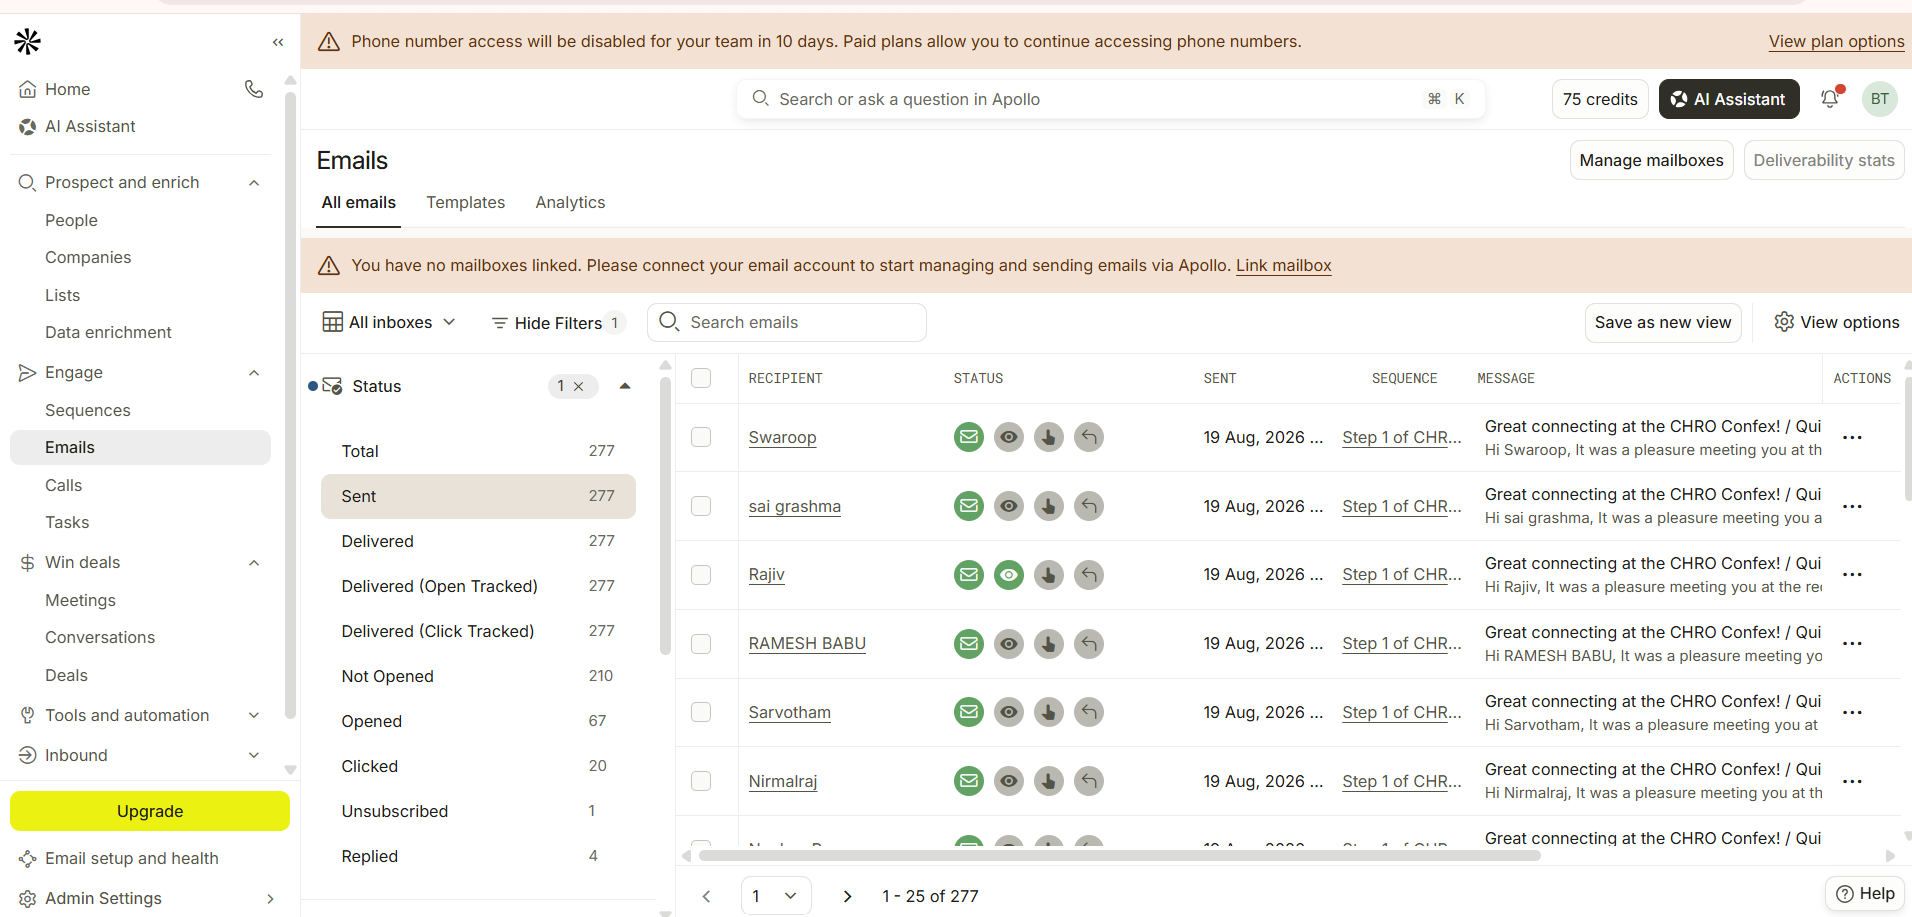 Phone number access will be disabled for your team in 10 days. Paid plans allow you to continue accessing phone numbers.
View plan options
Home
AI Assistant
Prospect and enrich
People
Companies
Lists
Data enrichment
Engage
Sequences
Emails
Calls
Tasks
Win deals
Meetings
Conversations
Deals
Tools and automation
Inbound
Upgrade
Email setup and health
Admin Settings
Search or ask a question in Apollo
⌘ K
75 credits
AI Assistant
BT
Emails
Manage mailboxes
Deliverability stats
All emails
Templates
Analytics
You have no mailboxes linked. Please connect your email account to start managing and sending emails via Apollo. Link mailbox
All inboxes
Hide Filters 1
Search emails
Save as new view
View options
Status
1 ×
Total 277
Sent 277
Delivered 277
Delivered (Open Tracked) 277
Delivered (Click Tracked) 277
Not Opened 210
Opened 67
Clicked 20
Unsubscribed 1
Replied 4
RECIPIENT STATUS SENT SEQUENCE MESSAGE ACTIONS
Swaroop 19 Aug, 2026 ... Step 1 of CHR... Great connecting at the CHRO Confex! / Qui
Hi Swaroop, It was a pleasure meeting you at th
sai grashma 19 Aug, 2026 ... Step 1 of CHR... Great connecting at the CHRO Confex! / Qui
Hi sai grashma, It was a pleasure meeting you a
Rajiv 19 Aug, 2026 ... Step 1 of CHR... Great connecting at the CHRO Confex! / Qui
Hi Rajiv, It was a pleasure meeting you at the re
RAMESH BABU 19 Aug, 2026 ... Step 1 of CHR... Great connecting at the CHRO Confex! / Qui
Hi RAMESH BABU, It was a pleasure meeting yo
Sarvotham 19 Aug, 2026 ... Step 1 of CHR... Great connecting at the CHRO Confex! / Qui
Hi Sarvotham, It was a pleasure meeting you at
Nirmalraj 19 Aug, 2026 ... Step 1 of CHR... Great connecting at the CHRO Confex! / Qui
Hi Nirmalraj, It was a pleasure meeting you at th
Great connecting at the CHRO Confex! / Qui
1
1 - 25 of 277
Help